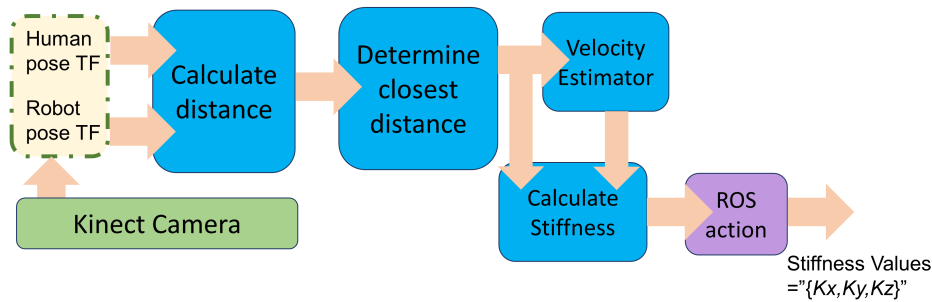 Human
pose TF
Robot
pose TF
Kinect Camera
Calculate
distance
Determine
closest
distance
Velocity
Estimator
Calculate
Stiffness
ROS
action
Stiffness Values
="{Kx,Ky,Kz}"